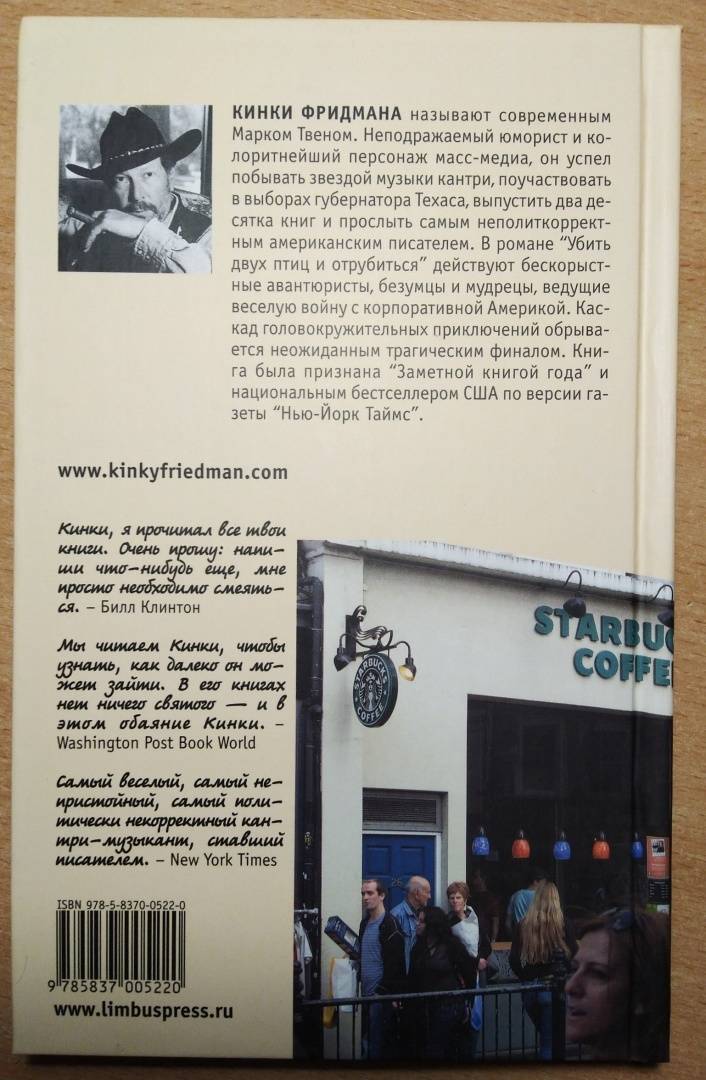 КИНКИ ФРИДМАНА называют современным
Марком Твеном. Неподражаемый юморист и ко-
лоритнейший персонаж масс-медиа, он успел
побывать звездой музыки кантри, поучаствовать
в выборах губернатора Техаса, выпустить два де-
сятка книг и прослыть самым неполиткоррект-
ным американским писателем. В романе “Убить
двух птиц и отрубиться” действуют бескорыст-
ные авантюристы, безумцы и мудрецы, ведущие
веселую войну с корпоративной Америкой. Кас-
кад головокружительных приключений обрыва-
ется неожиданным трагическим финалом. Кни-
га была признана “Заметной книгой года” и
национальным бестселлером США по версии га-
зеты “Нью-Йорк Таймс”.
www.kinkyfriedman.com
Кинки, я прочитал все твои
книги. Очень прошу: напи-
ши что-нибудь еще, мне
просто необходимо смеять-
ся. – Билл Клинтон
Мы читаем Кинки, чтобы
узнать, как далеко он мо-
жет зайти. В его книгах
нет ничего святого — и в
этом обаяние Кинки. –
Washington Post Book World
Самый веселый, самый не-
пристойный, самый поли-
тически некорректный кан-
три-музыкант, ставший
писателем. – New York Times
STARBUC
COFFE
STARBUCKS
COFFEE
26
ISBN 978-5-8370-0522-0
9 785837 005220
www.limbuspress.ru